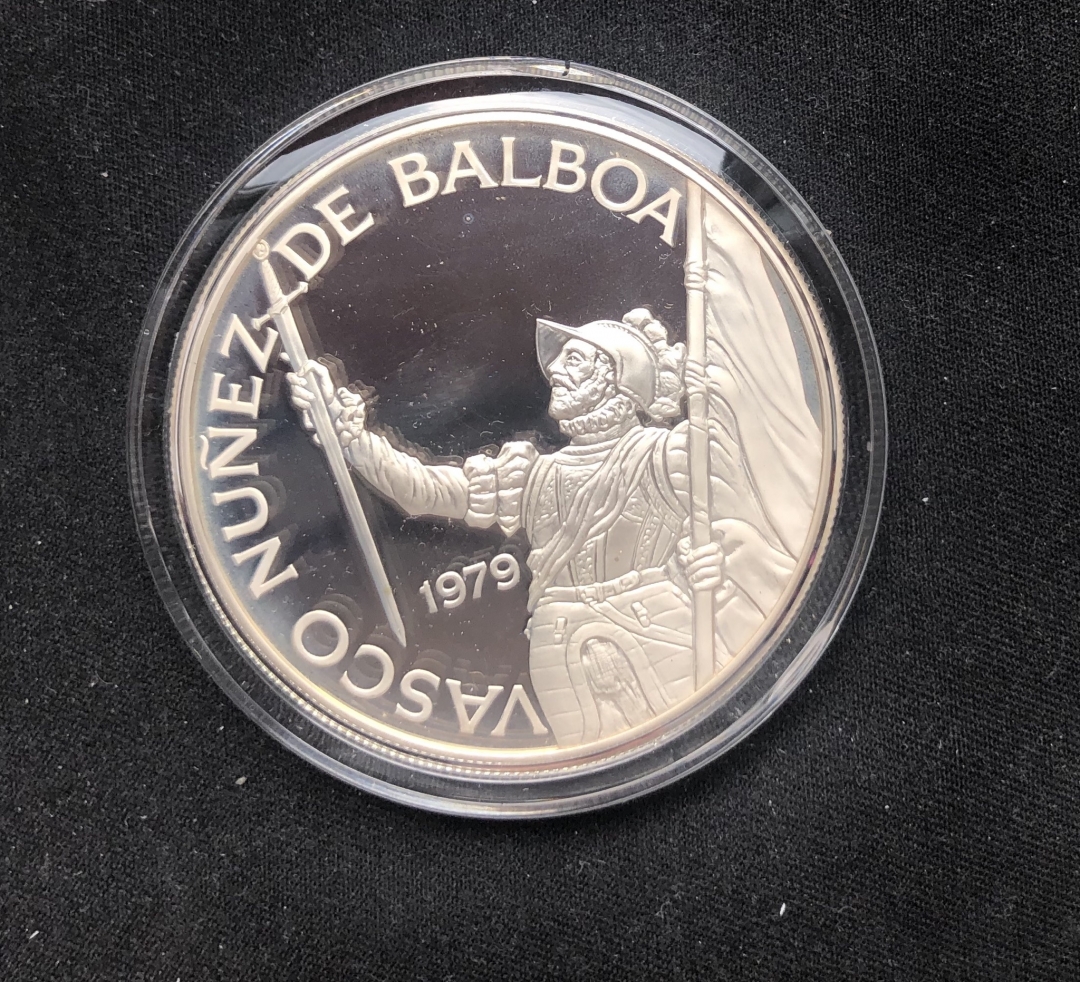 VASCO NUÑEZ DE BALBOA
1979